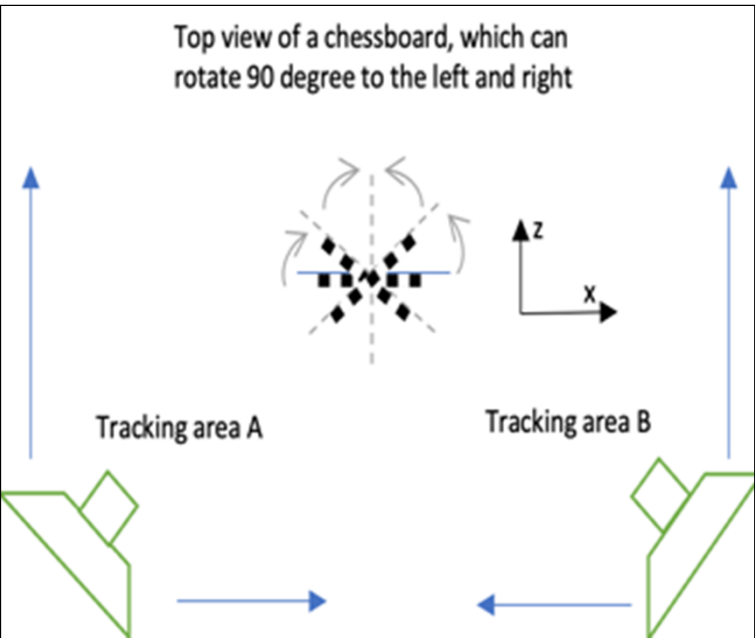 Top view of a chessboard, which can
rotate 90 degree to the left and right
z
x
Tracking area A
Tracking area B